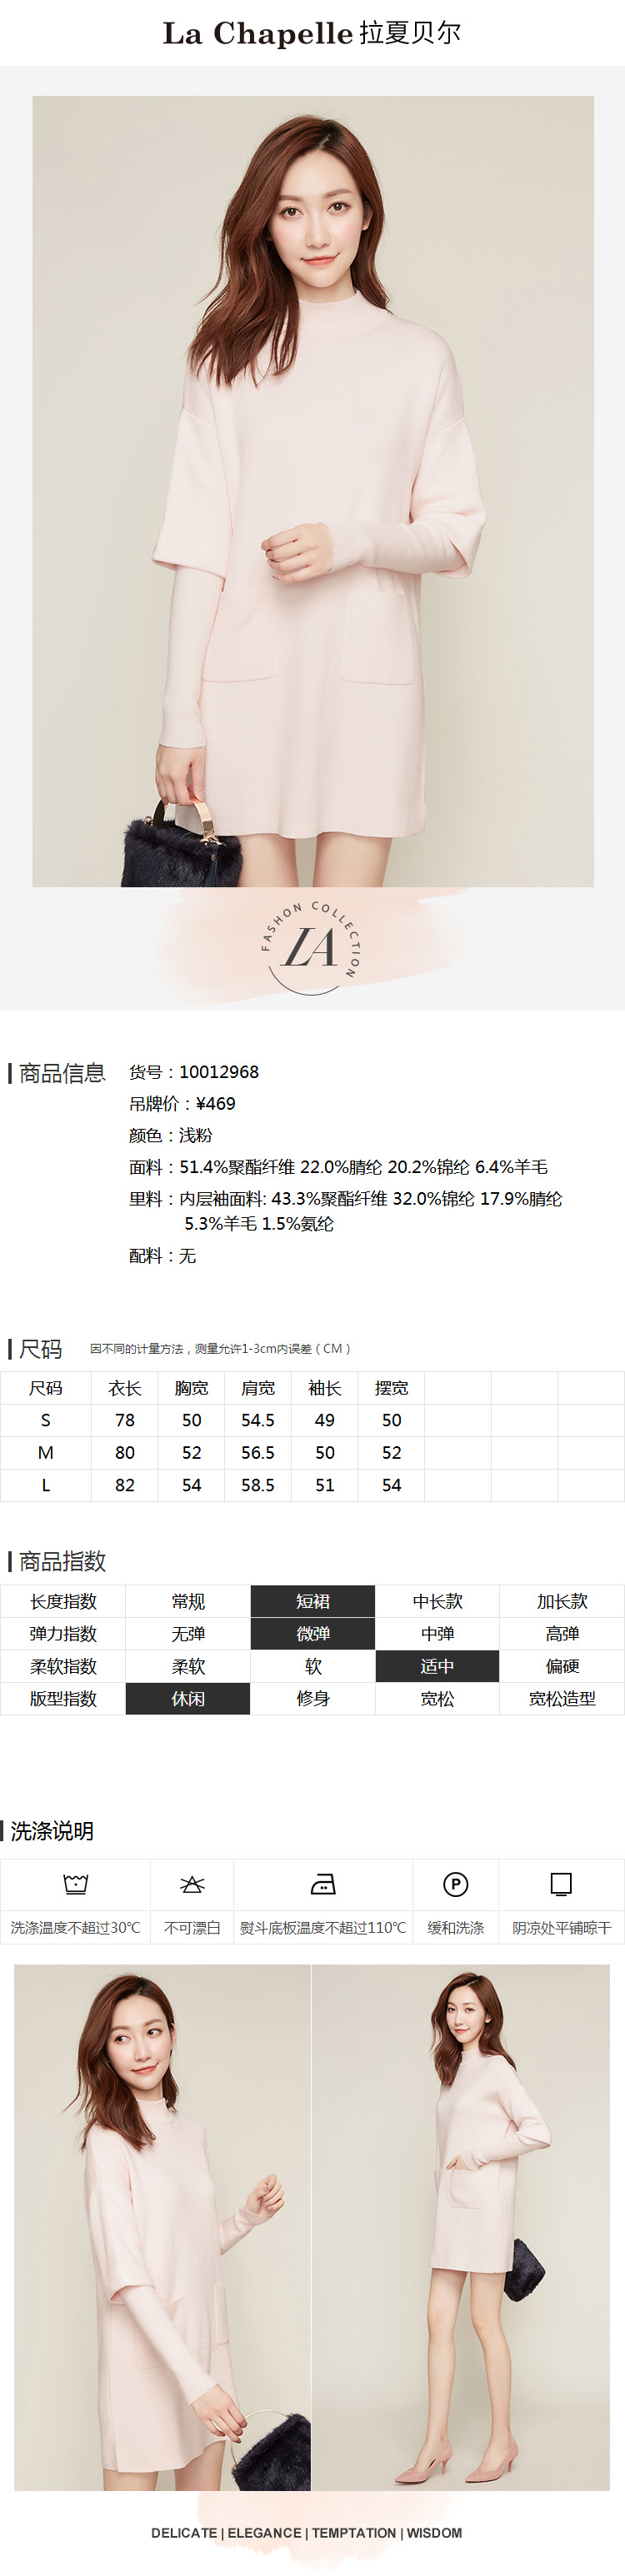 La Chapelle 拉夏贝尔
FASHON COLLECTION
LA
商品信息
货号：10012968
吊牌价：¥469
颜色：浅粉
面料：51.4%聚酯纤维 22.0%腈纶 20.2%锦纶 6.4%羊毛
里料：内层袖面料: 43.3%聚酯纤维 32.0%锦纶 17.9%腈纶
5.3%羊毛 1.5%氨纶
配料：无
尺码 因不同的计量方法，测量允许1-3cm内误差（CM）
尺码 衣长 胸宽 肩宽 袖长 摆宽
S 78 50 54.5 49 50
M 80 52 56.5 50 52
L 82 54 58.5 51 54
商品指数
长度指数 常规 短裙 中长款 加长款
弹力指数 无弹 微弹 中弹 高弹
柔软指数 柔软 软 适中 偏硬
版型指数 休闲 修身 宽松 宽松造型
洗涤说明
P
洗涤温度不超过30℃ 不可漂白 熨斗底板温度不超过110℃ 缓和洗涤 阴凉处平铺晾干
DELICATE | ELEGANCE | TEMPTATION | WISDOM